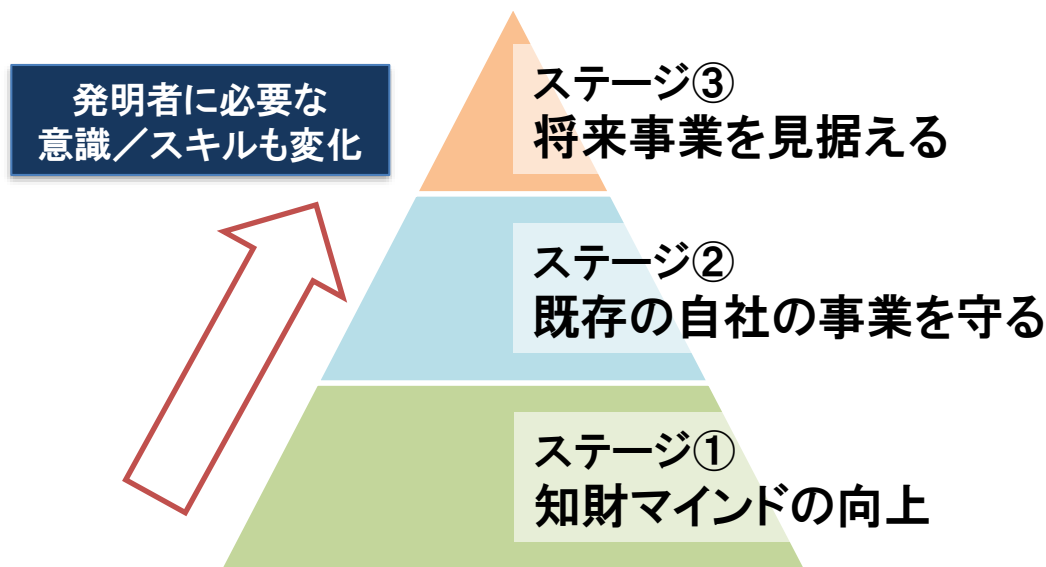 発明者に必要な
意識／スキルも変化
ステージ③
将来事業を見据える
ステージ②
既存の自社の事業を守る
ステージ①
知財マインドの向上